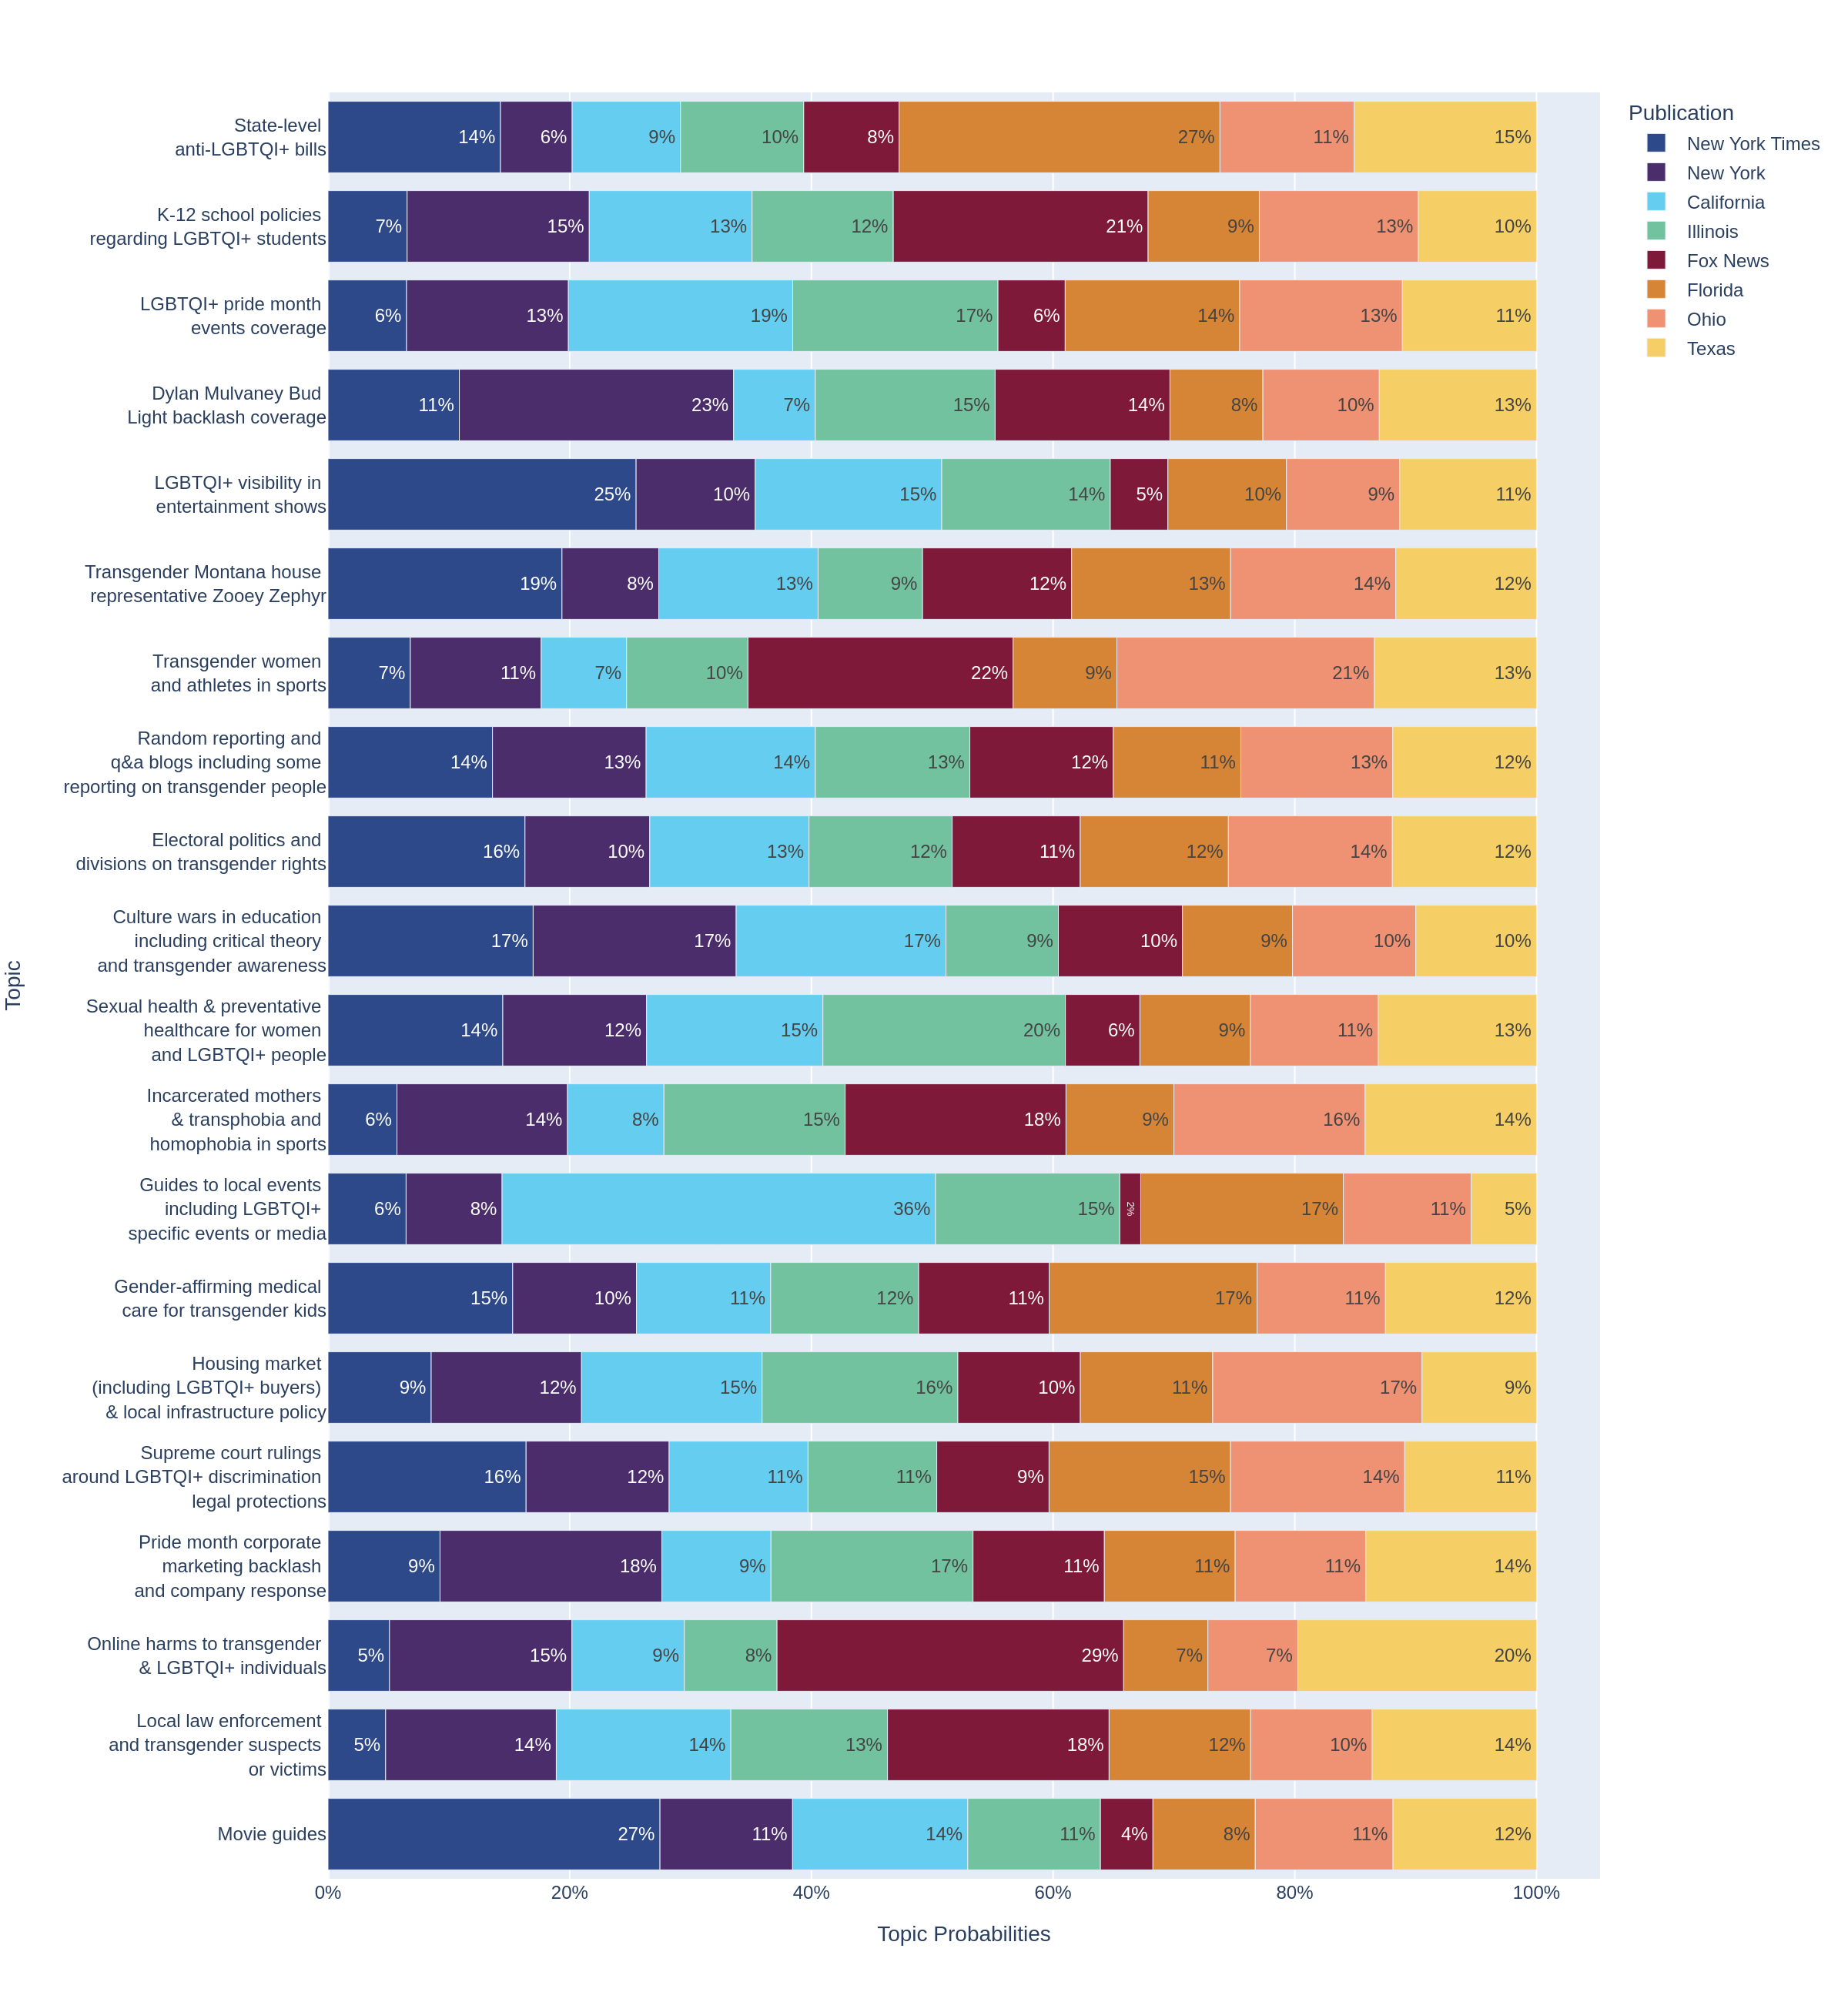 Publication
New York Times
New York
California
Illinois
Fox News
Florida
Ohio
Texas
Topic
State-level
anti-LGBTQI+ bills
14% 6% 9% 10% 8% 27% 11% 15%
K-12 school policies
regarding LGBTQI+ students
7% 15% 13% 12% 21% 9% 13% 10%
LGBTQI+ pride month
events coverage
6% 13% 19% 17% 6% 14% 13% 11%
Dylan Mulvaney Bud
Light backlash coverage
11% 23% 7% 15% 14% 8% 10% 13%
LGBTQI+ visibility in
entertainment shows
25% 10% 15% 14% 5% 10% 9% 11%
Transgender Montana house
representative Zooey Zephyr
19% 8% 13% 9% 12% 13% 14% 12%
Transgender women
and athletes in sports
7% 11% 7% 10% 22% 9% 21% 13%
Random reporting and
q&a blogs including some
reporting on transgender people
14% 13% 14% 13% 12% 11% 13% 12%
Electoral politics and
divisions on transgender rights
16% 10% 13% 12% 11% 12% 14% 12%
Culture wars in education
including critical theory
and transgender awareness
17% 17% 17% 9% 10% 9% 10% 10%
Sexual health & preventative
healthcare for women
and LGBTQI+ people
14% 12% 15% 20% 6% 9% 11% 13%
Incarcerated mothers
& transphobia and
homophobia in sports
6% 14% 8% 15% 18% 9% 16% 14%
Guides to local events
including LGBTQI+
specific events or media
6% 8% 36% 15% 2% 17% 11% 5%
Gender-affirming medical
care for transgender kids
15% 10% 11% 12% 11% 17% 11% 12%
Housing market
(including LGBTQI+ buyers)
& local infrastructure policy
9% 12% 15% 16% 10% 11% 17% 9%
Supreme court rulings
around LGBTQI+ discrimination
legal protections
16% 12% 11% 11% 9% 15% 14% 11%
Pride month corporate
marketing backlash
and company response
9% 18% 9% 17% 11% 11% 11% 14%
Online harms to transgender
& LGBTQI+ individuals
5% 15% 9% 8% 29% 7% 7% 20%
Local law enforcement
and transgender suspects
or victims
5% 14% 14% 13% 18% 12% 10% 14%
Movie guides
27% 11% 14% 11% 4% 8% 11% 12%
0% 20% 40% 60% 80% 100%
Topic Probabilities